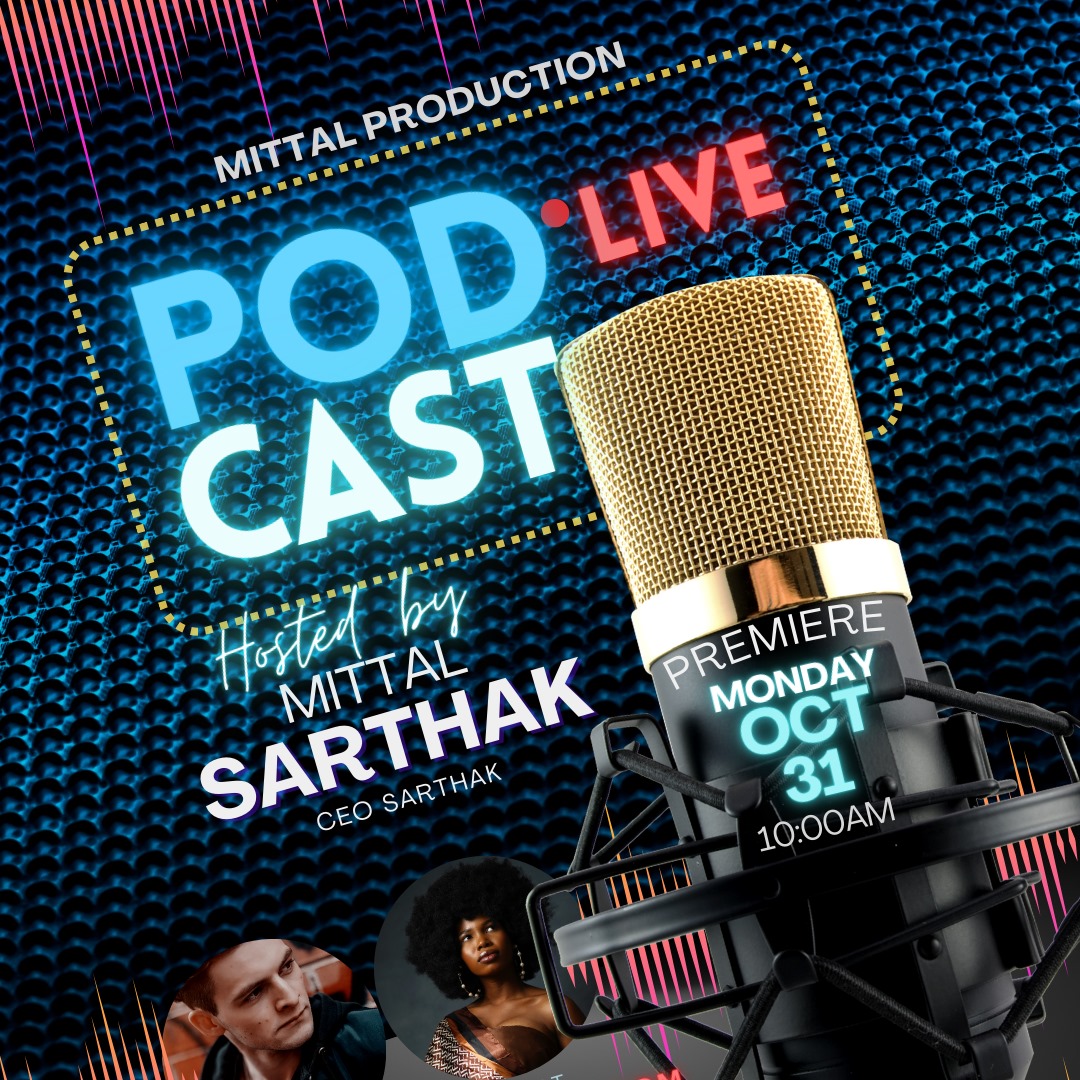 MITTAL PRODUCTION
POD
LIVE
CAST
Hosted by
MITTAL
SARTHAK
CEO SARTHAK
PREMIERE
MONDAY
OCT
31
10:00AM